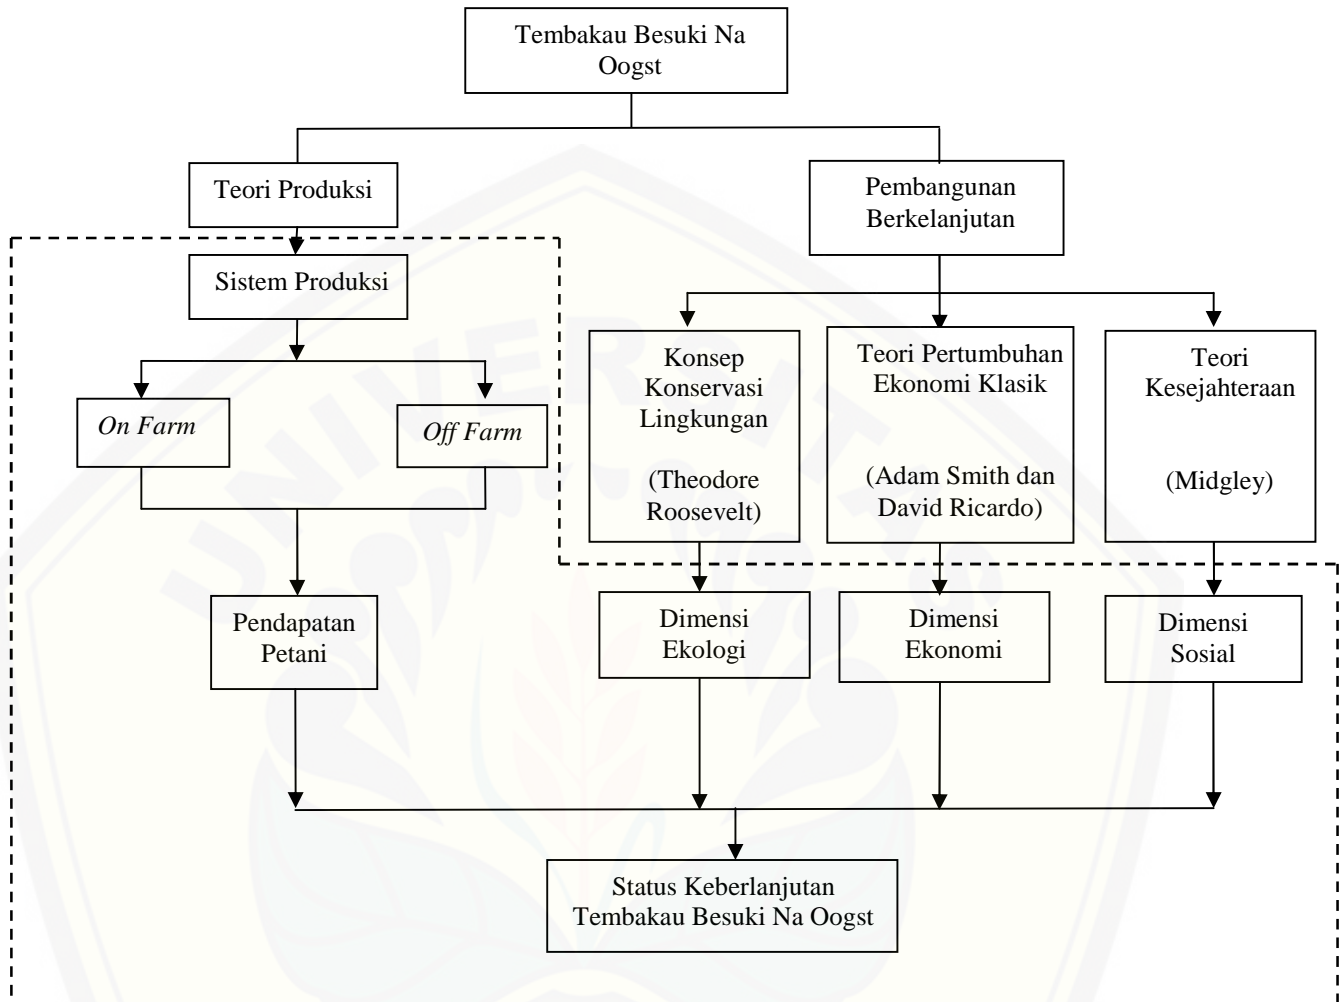 Tembakau Besuki Na
Oogst
Teori Produksi
Pembangunan
Berkelanjutan
Sistem Produksi
On Farm
Off Farm
Konsep
Konservasi
Lingkungan
(Theodore
Roosevelt)
Teori Pertumbuhan
Ekonomi Klasik
(Adam Smith dan
David Ricardo)
Teori
Kesejahteraan
(Midgley)
Pendapatan
Petani
Dimensi
Ekologi
Dimensi
Ekonomi
Dimensi
Sosial
Status Keberlanjutan
Tembakau Besuki Na Oogst
UNIVERSITAS